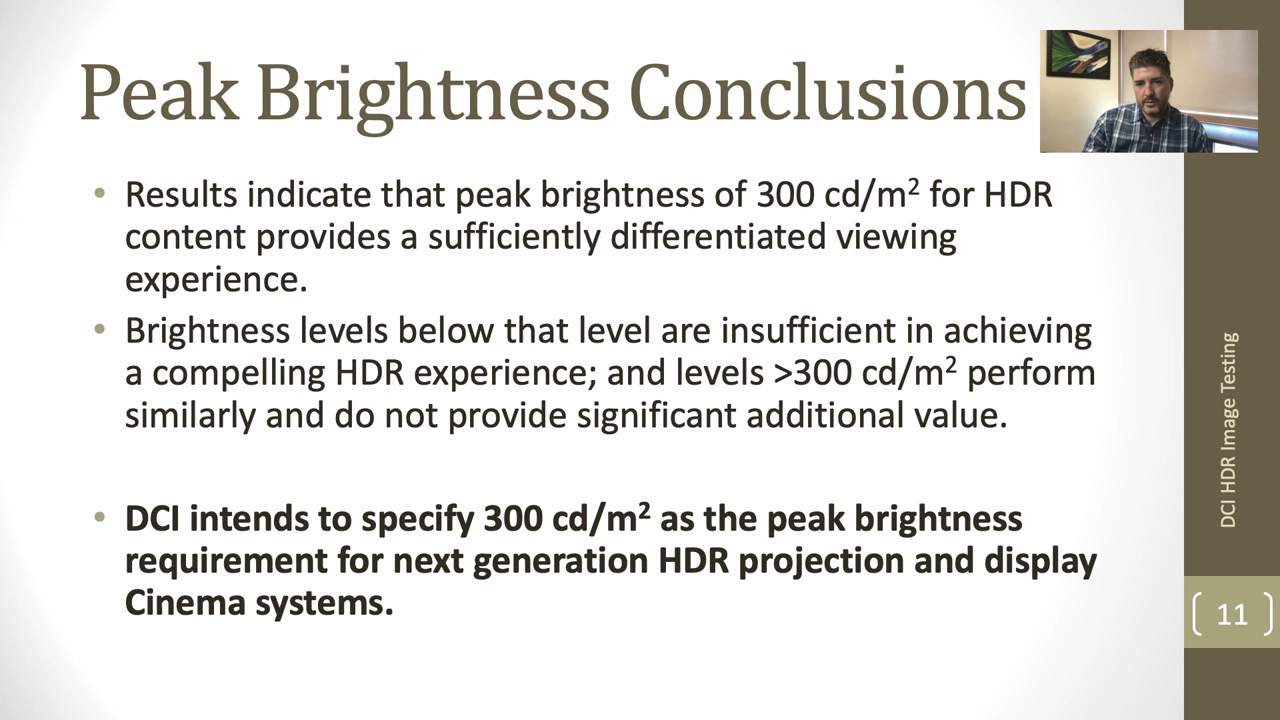 Peak Brightness Conclusions
• Results indicate that peak brightness of 300 cd/m² for HDR
content provides a sufficiently differentiated viewing
experience.
• Brightness levels below that level are insufficient in achieving
a compelling HDR experience; and levels >300 cd/m² perform
similarly and do not provide significant additional value.
• DCI intends to specify 300 cd/m² as the peak brightness
requirement for next generation HDR projection and display
Cinema systems.
DCI HDR Image Testing
11